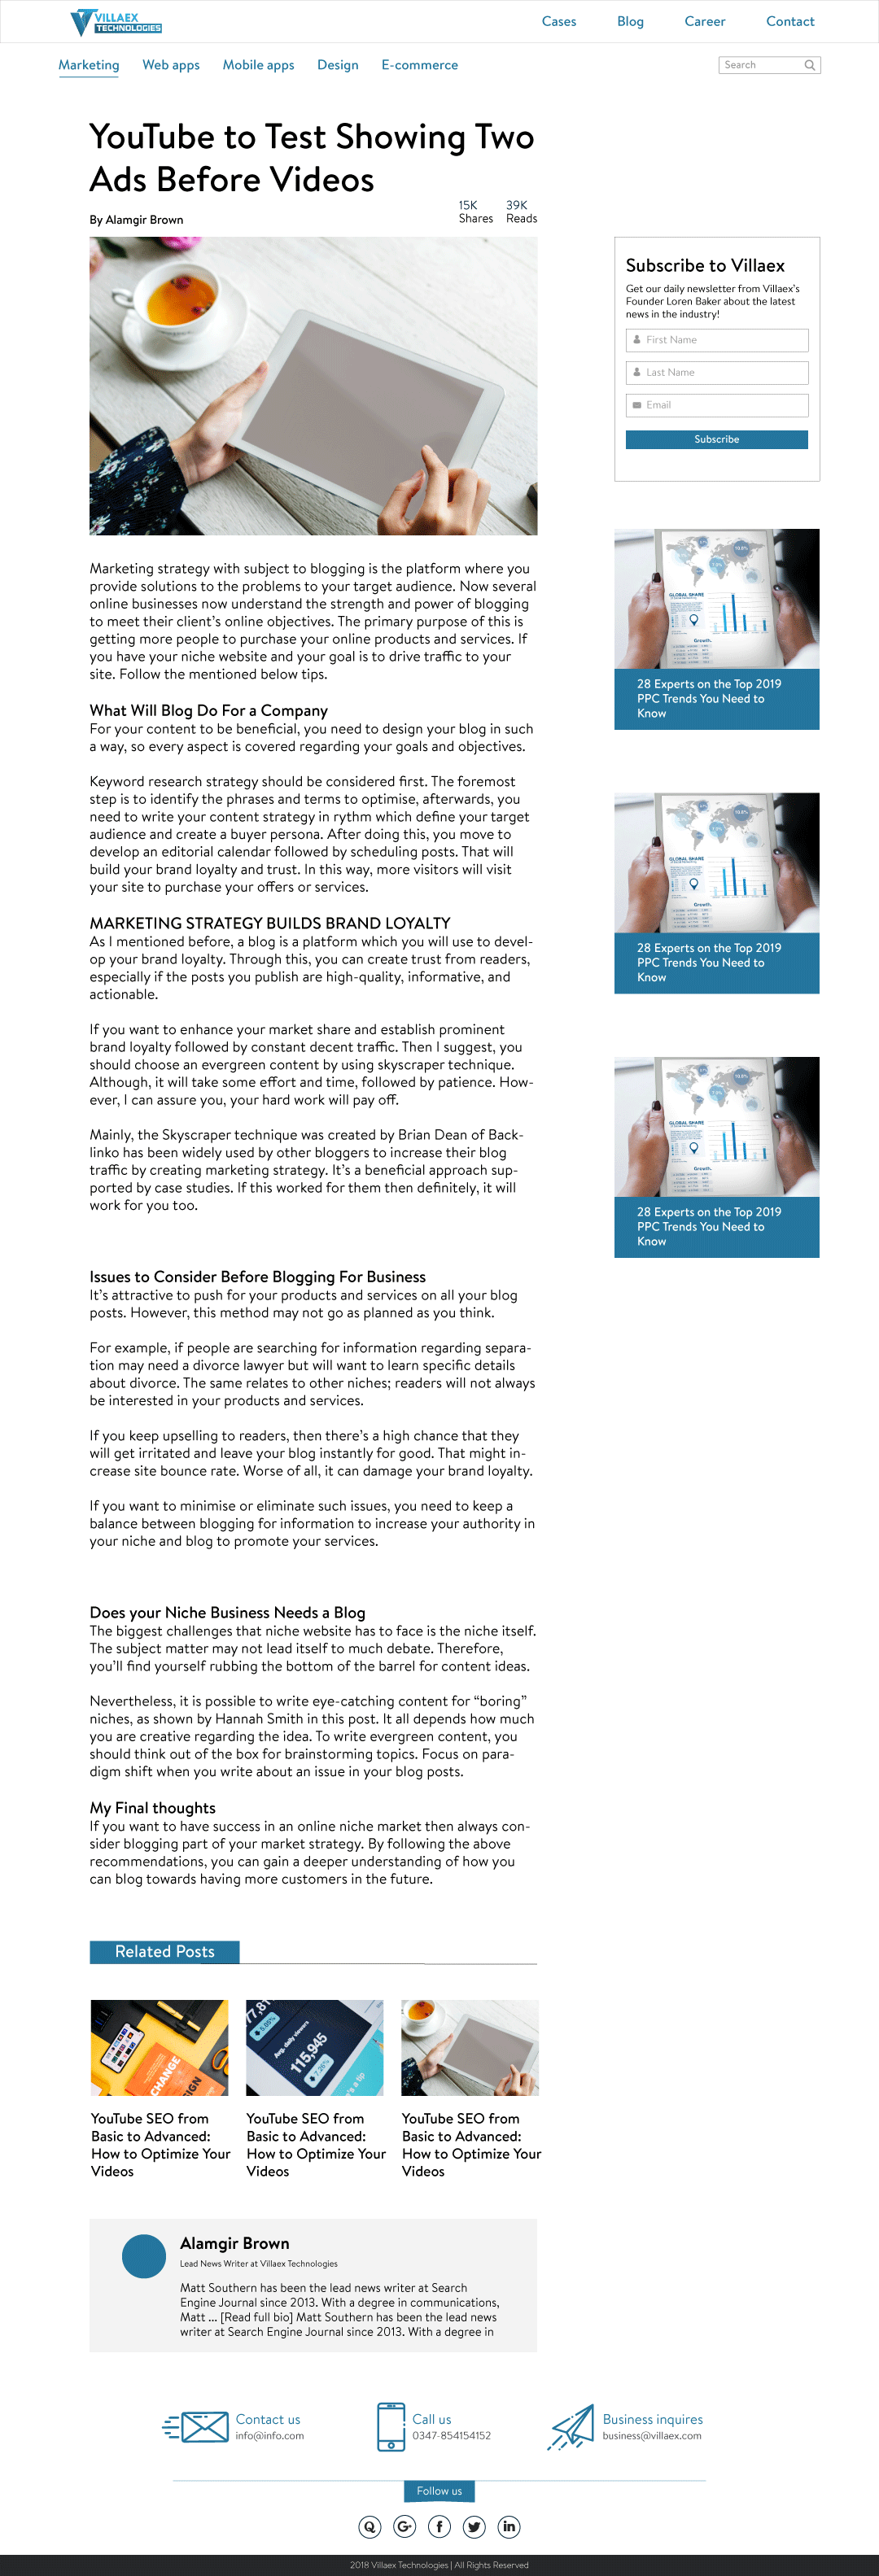 VILLAEX
TECHNOLOGIES
Cases
Blog
Career
Contact
Marketing
Web apps
Mobile apps
Design
E-commerce
Search
YouTube to Test Showing Two
Ads Before Videos
15K
Shares
39K
Reads
By Alamgir Brown
Subscribe to Villaex
Get our daily newsletter from Villaex's
Founder Loren Baker about the latest
news in the industry!
First Name
Last Name
Email
Subscribe
Marketing strategy with subject to blogging is the platform where you
provide solutions to the problems to your target audience. Now several
online businesses now understand the strength and power of blogging
to meet their client's online objectives. The primary purpose of this is
getting more people to purchase your online products and services. If
you have your niche website and your goal is to drive traffic to your
site. Follow the mentioned below tips.
What Will Blog Do For a Company
For your content to be beneficial, you need to design your blog in such
a way, so every aspect is covered regarding your goals and objectives.
Keyword research strategy should be considered first. The foremost
step is to identify the phrases and terms to optimise, afterwards, you
need to write your content strategy in rythm which define your target
audience and create a buyer persona. After doing this, you move to
develop an editorial calendar followed by scheduling posts. That will
build your brand loyalty and trust. In this way, more visitors will visit
your site to purchase your offers or services.
MARKETING STRATEGY BUILDS BRAND LOYALTY
As I mentioned before, a blog is a platform which you will use to devel-
op your brand loyalty. Through this, you can create trust from readers,
especially if the posts you publish are high-quality, informative, and
actionable.
If you want to enhance your market share and establish prominent
brand loyalty followed by constant decent traffic. Then I suggest, you
should choose an evergreen content by using skyscraper technique.
Although, it will take some effort and time, followed by patience. How-
ever, I can assure you, your hard work will pay off.
Mainly, the Skyscraper technique was created by Brian Dean of Back-
linko has been widely used by other bloggers to increase their blog
traffic by creating marketing strategy. It's a beneficial approach sup-
ported by case studies. If this worked for them then definitely, it will
work for you too.
Issues to Consider Before Blogging For Business
It's attractive to push for your products and services on all your blog
posts. However, this method may not go as planned as you think.
For example, if people are searching for information regarding separa-
tion may need a divorce lawyer but will want to learn specific details
about divorce. The same relates to other niches; readers will not always
be interested in your products and services.
If you keep upselling to readers, then there's a high chance that they
will get irritated and leave your blog instantly for good. That might in-
crease site bounce rate. Worse of all, it can damage your brand loyalty.
If you want to minimise or eliminate such issues, you need to keep a
balance between blogging for information to increase your authority in
your niche and blog to promote your services.
Does your Niche Business Needs a Blog
The biggest challenges that niche website has to face is the niche itself.
The subject matter may not lead itself to much debate. Therefore,
you'll find yourself rubbing the bottom of the barrel for content ideas.
Nevertheless, it is possible to write eye-catching content for "boring"
niches, as shown by Hannah Smith in this post. It all depends how much
you are creative regarding the idea. To write evergreen content, you
should think out of the box for brainstorming topics. Focus on para-
digm shift when you write about an issue in your blog posts.
My Final thoughts
If you want to have success in an online niche market then always con-
sider blogging part of your market strategy. By following the above
recommendations, you can gain a deeper understanding of how you
can blog towards having more customers in the future.
GLOBAL SHARE
Growth.
28 Experts on the Top 2019
PPC Trends You Need to
Know
GLOBAL SHARE
Growth.
28 Experts on the Top 2019
PPC Trends You Need to
Know
GLOBAL SHARE
Growth.
28 Experts on the Top 2019
PPC Trends You Need to
Know
Related Posts
CHANGE
Avg. daily viewers
115,945
YouTube SEO from
Basic to Advanced:
How to Optimize Your
Videos
YouTube SEO from
Basic to Advanced:
How to Optimize Your
Videos
YouTube SEO from
Basic to Advanced:
How to Optimize Your
Videos
Alamgir Brown
Lead News Writer at Villaex Technologies
Matt Southern has been the lead news writer at Search
Engine Journal since 2013. With a degree in communications,
Matt ... [Read full bio] Matt Southern has been the lead news
writer at Search Engine Journal since 2013. With a degree in
Contact us
info@info.com
Call us
0347-854154152
Business inquires
business@villaex.com
Follow us
2018 Villaex Technologies | All Rights Reserved